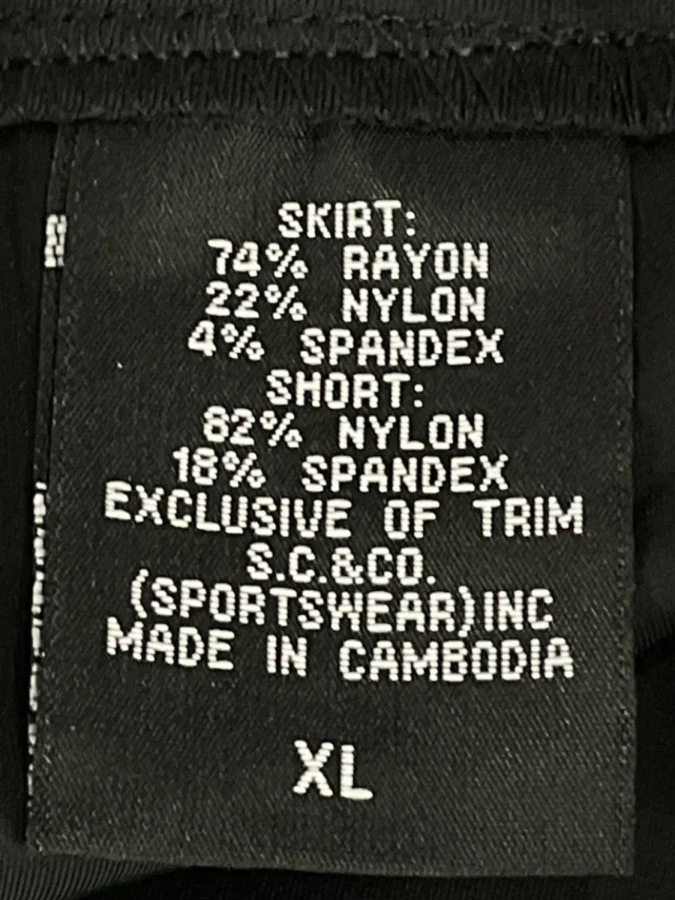 SKIRT:
74% RAYON
22% NYLON
4% SPANDEX
SHORT:
82% NYLON
18% SPANDEX
EXCLUSIVE OF TRIM
S.C.&CO.
(SPORTSWEAR)INC
MADE IN CAMBODIA
XL